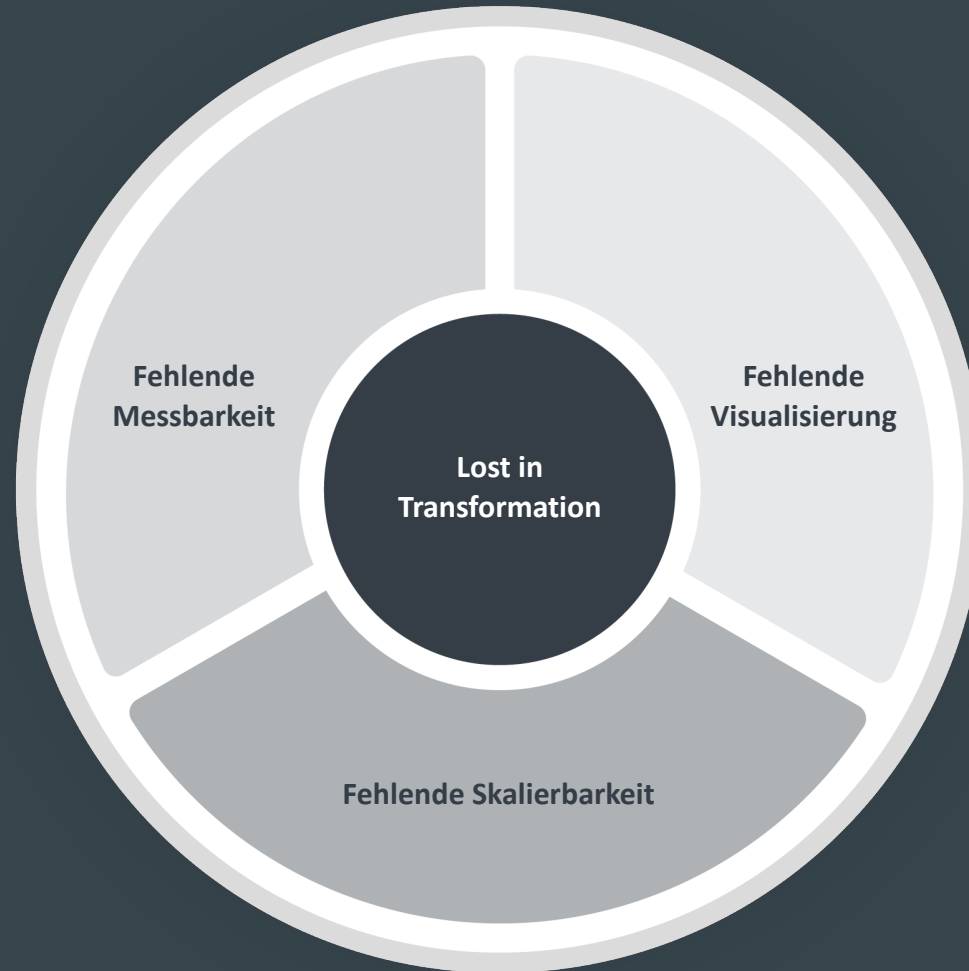 Fehlende
Messbarkeit
Fehlende
Visualisierung
Lost in
Transformation
Fehlende Skalierbarkeit